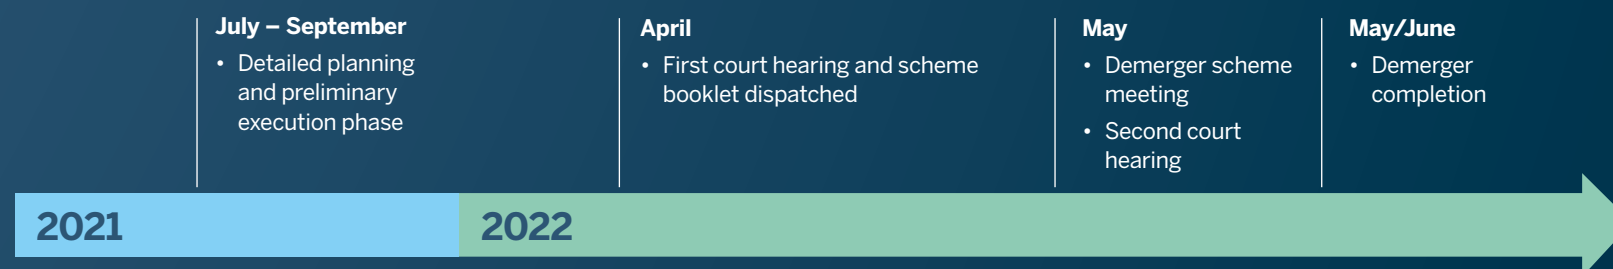 July – September
• Detailed planning
and preliminary
execution phase
April
• First court hearing and scheme
booklet dispatched
May
• Demerger scheme
meeting
• Second court
hearing
May/June
• Demerger
completion
2021
2022